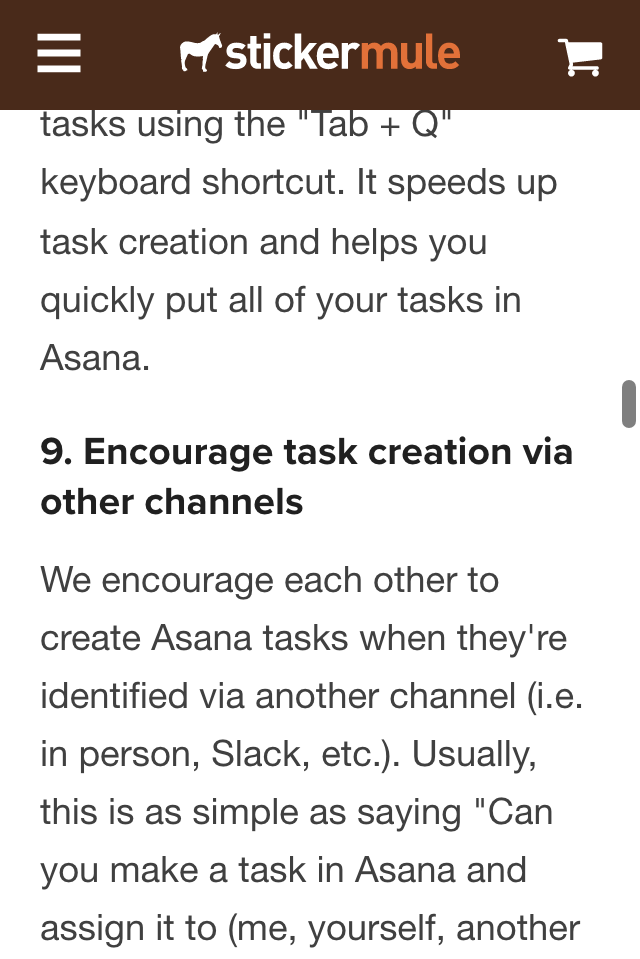 stickermule
tasks using the "Tab + Q"
keyboard shortcut. It speeds up
task creation and helps you
quickly put all of your tasks in
Asana.
9. Encourage task creation via
other channels
We encourage each other to
create Asana tasks when they're
identified via another channel (i.e.
in person, Slack, etc.). Usually,
this is as simple as saying "Can
you make a task in Asana and
assign it to (me, yourself, another